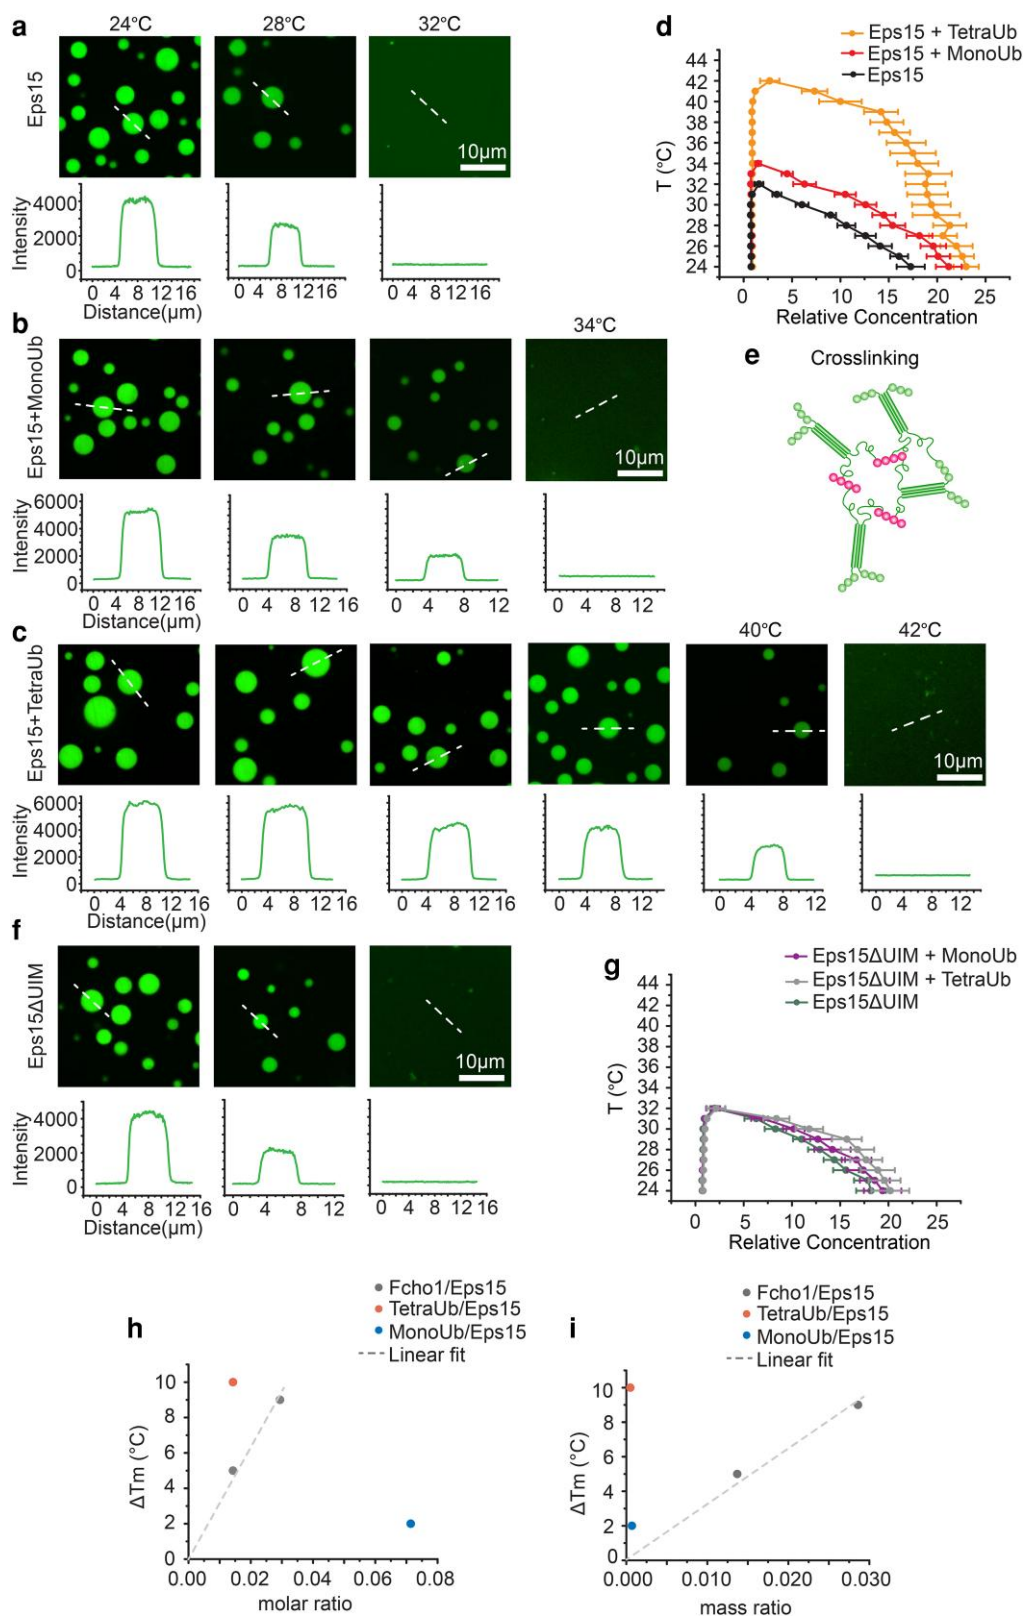 a
24°C 28°C 32°C
Eps15
10μm
Intensity
4000
2000
0
0 4 8 12 16
Distance(μm)
0 4 8 12 16
0 4 8 12 16
b
34°C
Eps15+MonoUb
10μm
Intensity
6000
4000
2000
0
0 4 8 12 16
Distance(μm)
0 4 8 12
0 4 8 12
0 4 8 12
c
40°C 42°C
Eps15+TetraUb
10μm
Intensity
6000
4000
2000
0
0 4 8 12 16
Distance(μm)
0 4 8 12 16
0 4 8 12 16
0 4 8 12
0 4 8 12
0 4 8 12
d
Eps15 + TetraUb
Eps15 + MonoUb
Eps15
T (°C)
44
42
40
38
36
34
32
30
28
26
24
0 5 10 15 20 25
Relative Concentration
e
Crosslinking
f
Eps15ΔUIM
10μm
Intensity
4000
2000
0
0 4 8 12 16
Distance(μm)
0 4 8 12
0 4 8 12 16
g
Eps15ΔUIM + MonoUb
Eps15ΔUIM + TetraUb
Eps15ΔUIM
T (°C)
44
42
40
38
36
34
32
30
28
26
24
0 5 10 15 20 25
Relative Concentration
h
Fcho1/Eps15
TetraUb/Eps15
MonoUb/Eps15
Linear fit
ΔTm (°C)
10
8
6
4
2
0
0.00 0.02 0.04 0.06 0.08
molar ratio
i
Fcho1/Eps15
TetraUb/Eps15
MonoUb/Eps15
Linear fit
ΔTm (°C)
10
8
6
4
2
0
0.000 0.010 0.020 0.030
mass ratio